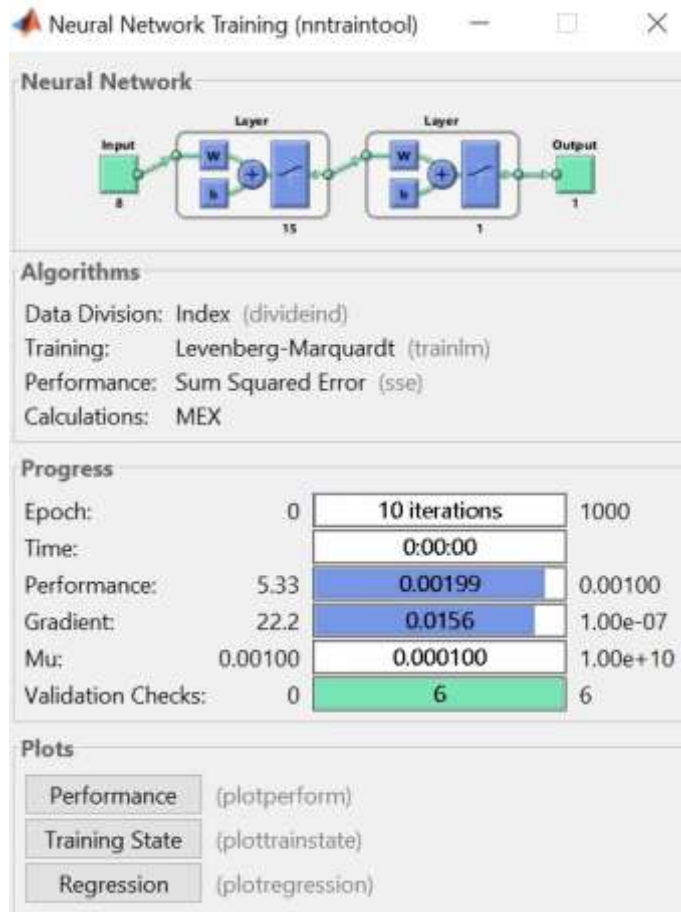 Neural Network Training (nntraintool)
Neural Network
Layer Layer
Input W W Output
b b
8 15 1 1
Algorithms
Data Division: Index (divideind)
Training: Levenberg-Marquardt (trainlm)
Performance: Sum Squared Error (sse)
Calculations: MEX
Progress
Epoch: 0 10 iterations 1000
Time: 0:00:00
Performance: 5.33 0.00199 0.00100
Gradient: 22.2 0.0156 1.00e-07
Mu: 0.00100 0.000100 1.00e+10
Validation Checks: 0 6 6
Plots
Performance (plotperform)
Training State (plottrainstate)
Regression (plotregression)